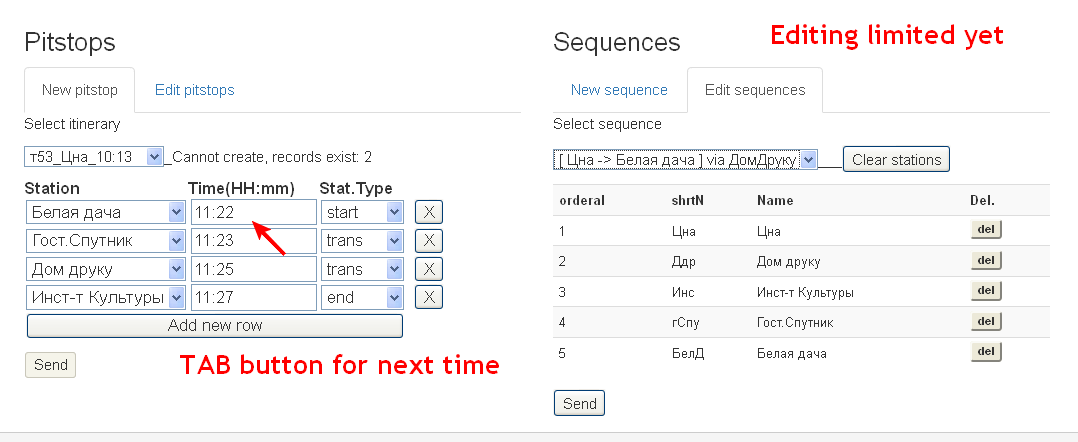 Pitstops
New pitstop Edit pitstops
Select itinerary
т53_Цна_10:13 _Cannot create, records exist: 2
Station Time(HH:mm) Stat.Type
Белая дача 11:22 start X
Гост.Спутник 11:23 trans X
Дом друку 11:25 trans X
Инст-т Культуры 11:27 end X
Add new row
Send
TAB button for next time
Sequences
Editing limited yet
New sequence Edit sequences
Select sequence
[ Цна -> Белая дача ] via ДомДруку ___ Clear stations
orderal shrtN Name Del.
1 Цна Цна del
2 Ддр Дом друку del
3 Инс Инст-т Культуры del
4 гСпу Гост.Спутник del
5 БелД Белая дача del
Send